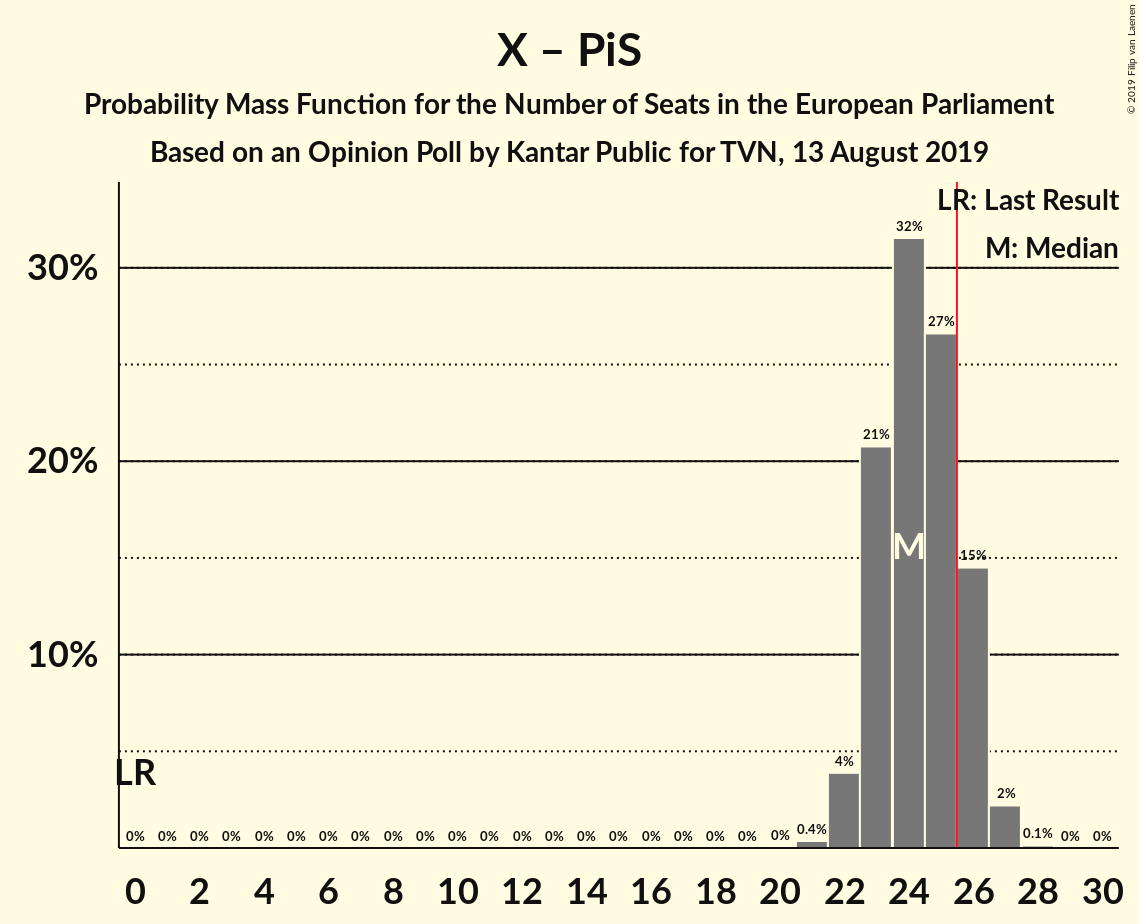 X – PiS
Probability Mass Function for the Number of Seats in the European Parliament
Based on an Opinion Poll by Kantar Public for TVN, 13 August 2019
© 2019 Filip van Laenen
LR: Last Result
M: Median
30%
20%
10%
32%
27%
21%
15%
M
4%
2%
LR
0% 0% 0% 0% 0% 0% 0% 0% 0% 0% 0% 0% 0% 0% 0% 0% 0% 0% 0% 0% 0% 0.4% 0.1% 0% 0%
0 2 4 6 8 10 12 14 16 18 20 22 24 26 28 30